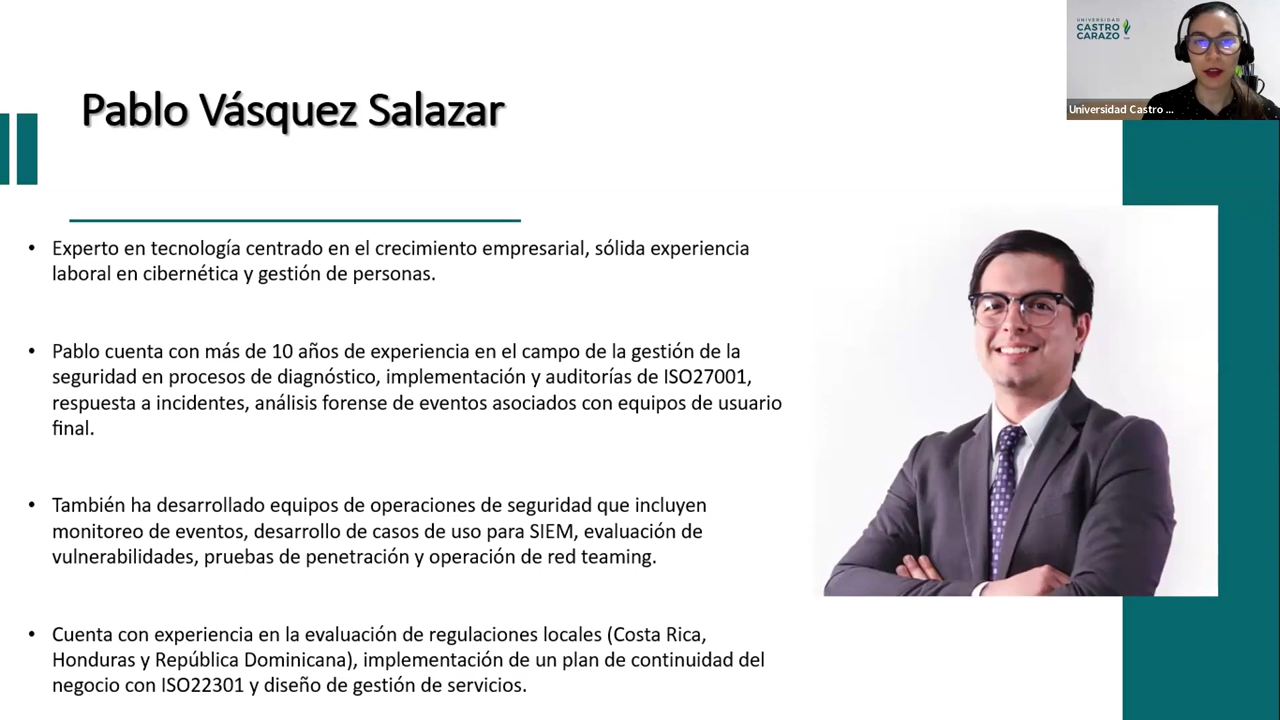 UNIVERSIDAD
CASTRO
CARAZO
Universidad Castro ...
Pablo Vásquez Salazar
• Experto en tecnología centrado en el crecimiento empresarial, sólida experiencia
laboral en cibernética y gestión de personas.
• Pablo cuenta con más de 10 años de experiencia en el campo de la gestión de la
seguridad en procesos de diagnóstico, implementación y auditorías de ISO27001,
respuesta a incidentes, análisis forense de eventos asociados con equipos de usuario
final.
• También ha desarrollado equipos de operaciones de seguridad que incluyen
monitoreo de eventos, desarrollo de casos de uso para SIEM, evaluación de
vulnerabilidades, pruebas de penetración y operación de red teaming.
• Cuenta con experiencia en la evaluación de regulaciones locales (Costa Rica,
Honduras y República Dominicana), implementación de un plan de continuidad del
negocio con ISO22301 y diseño de gestión de servicios.